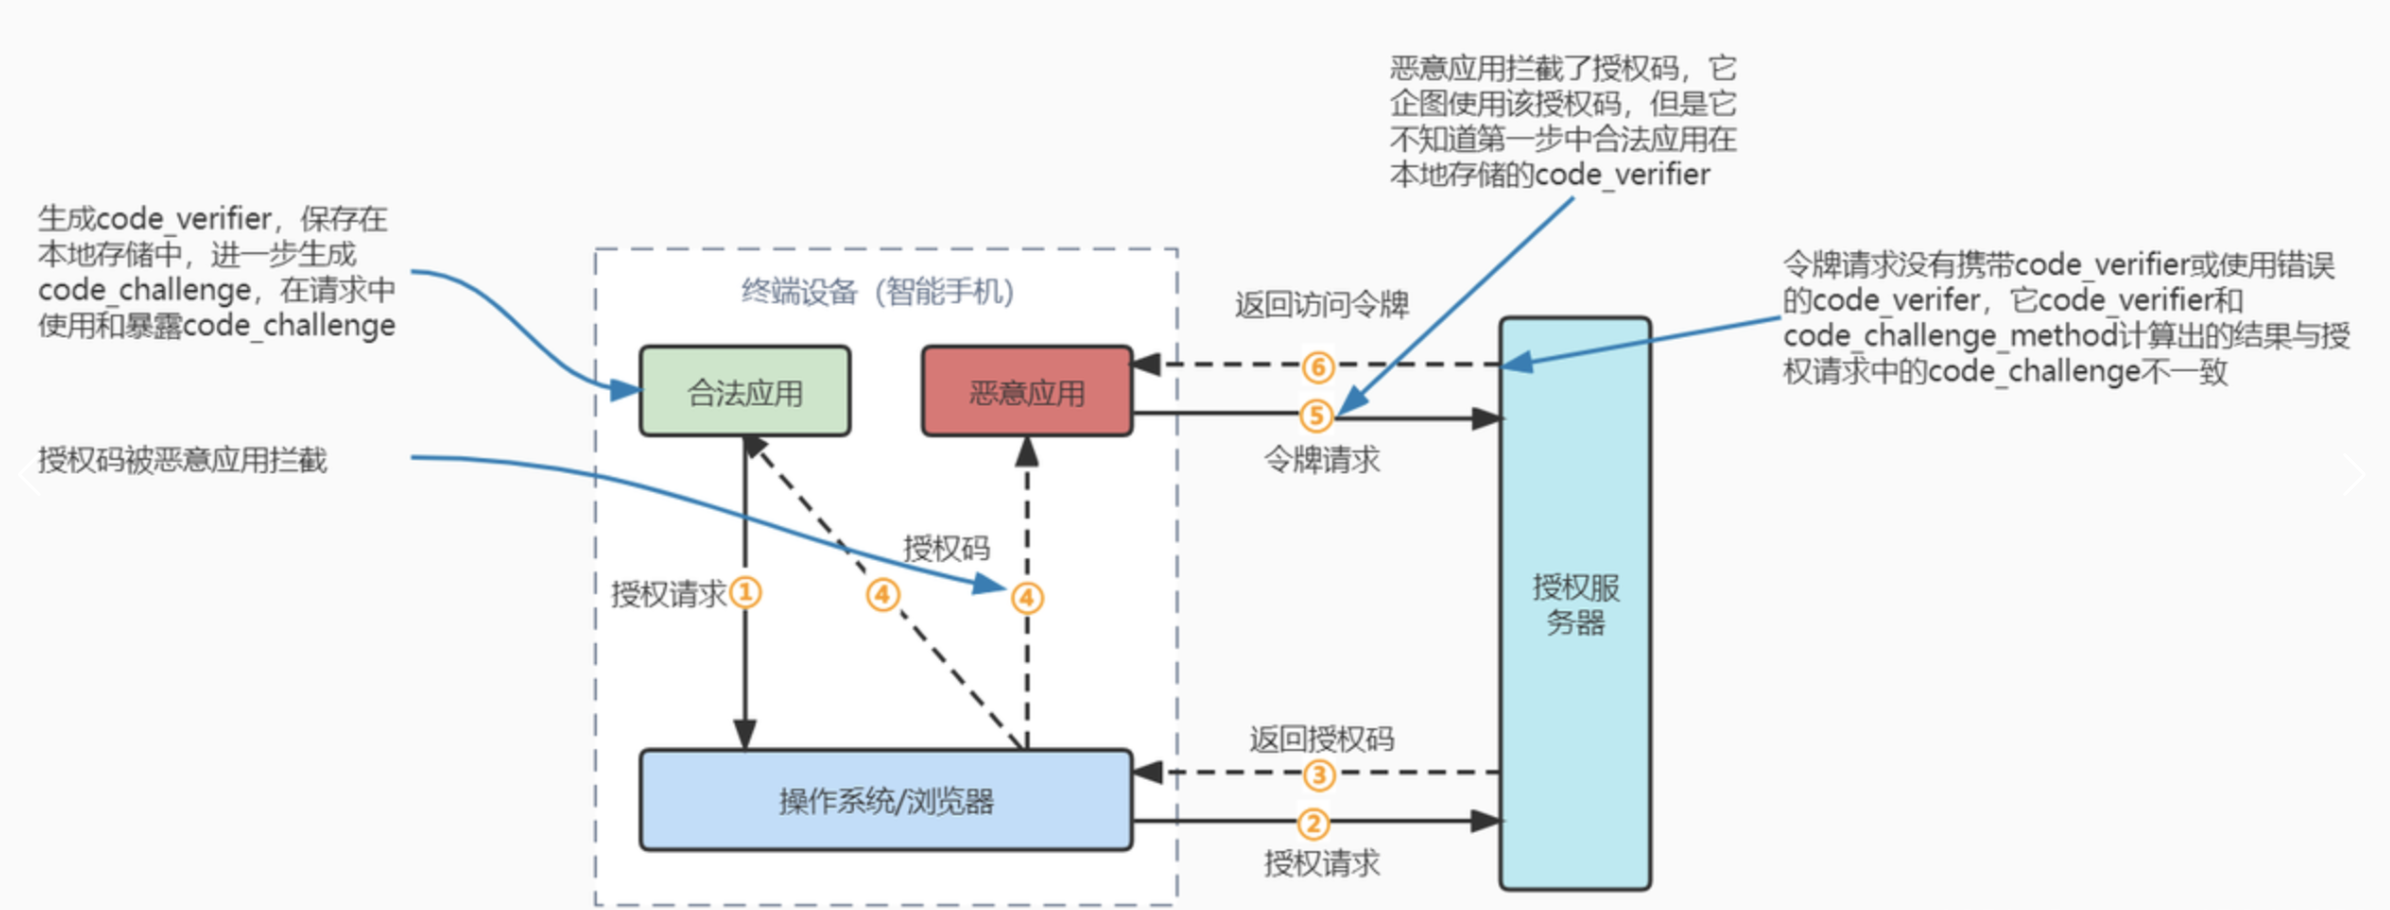 恶意应用拦截了授权码，它
企图使用该授权码，但是它
不知道第一步中合法应用在
本地存储的code_verifier
生成code_verifier，保存在
本地存储中，进一步生成
code_challenge，在请求中
使用和暴露code_challenge
令牌请求没有携带code_verifier或使用错误
的code_verifer，它code_verifier和
code_challenge_method计算出的结果与授
权请求中的code_challenge不一致
终端设备（智能手机）
返回访问令牌
⑥
合法应用
恶意应用
⑤
令牌请求
授权码被恶意应用拦截
授权码
授权请求
①
④
④
授权服
务器
返回授权码
③
操作系统/浏览器
②
授权请求